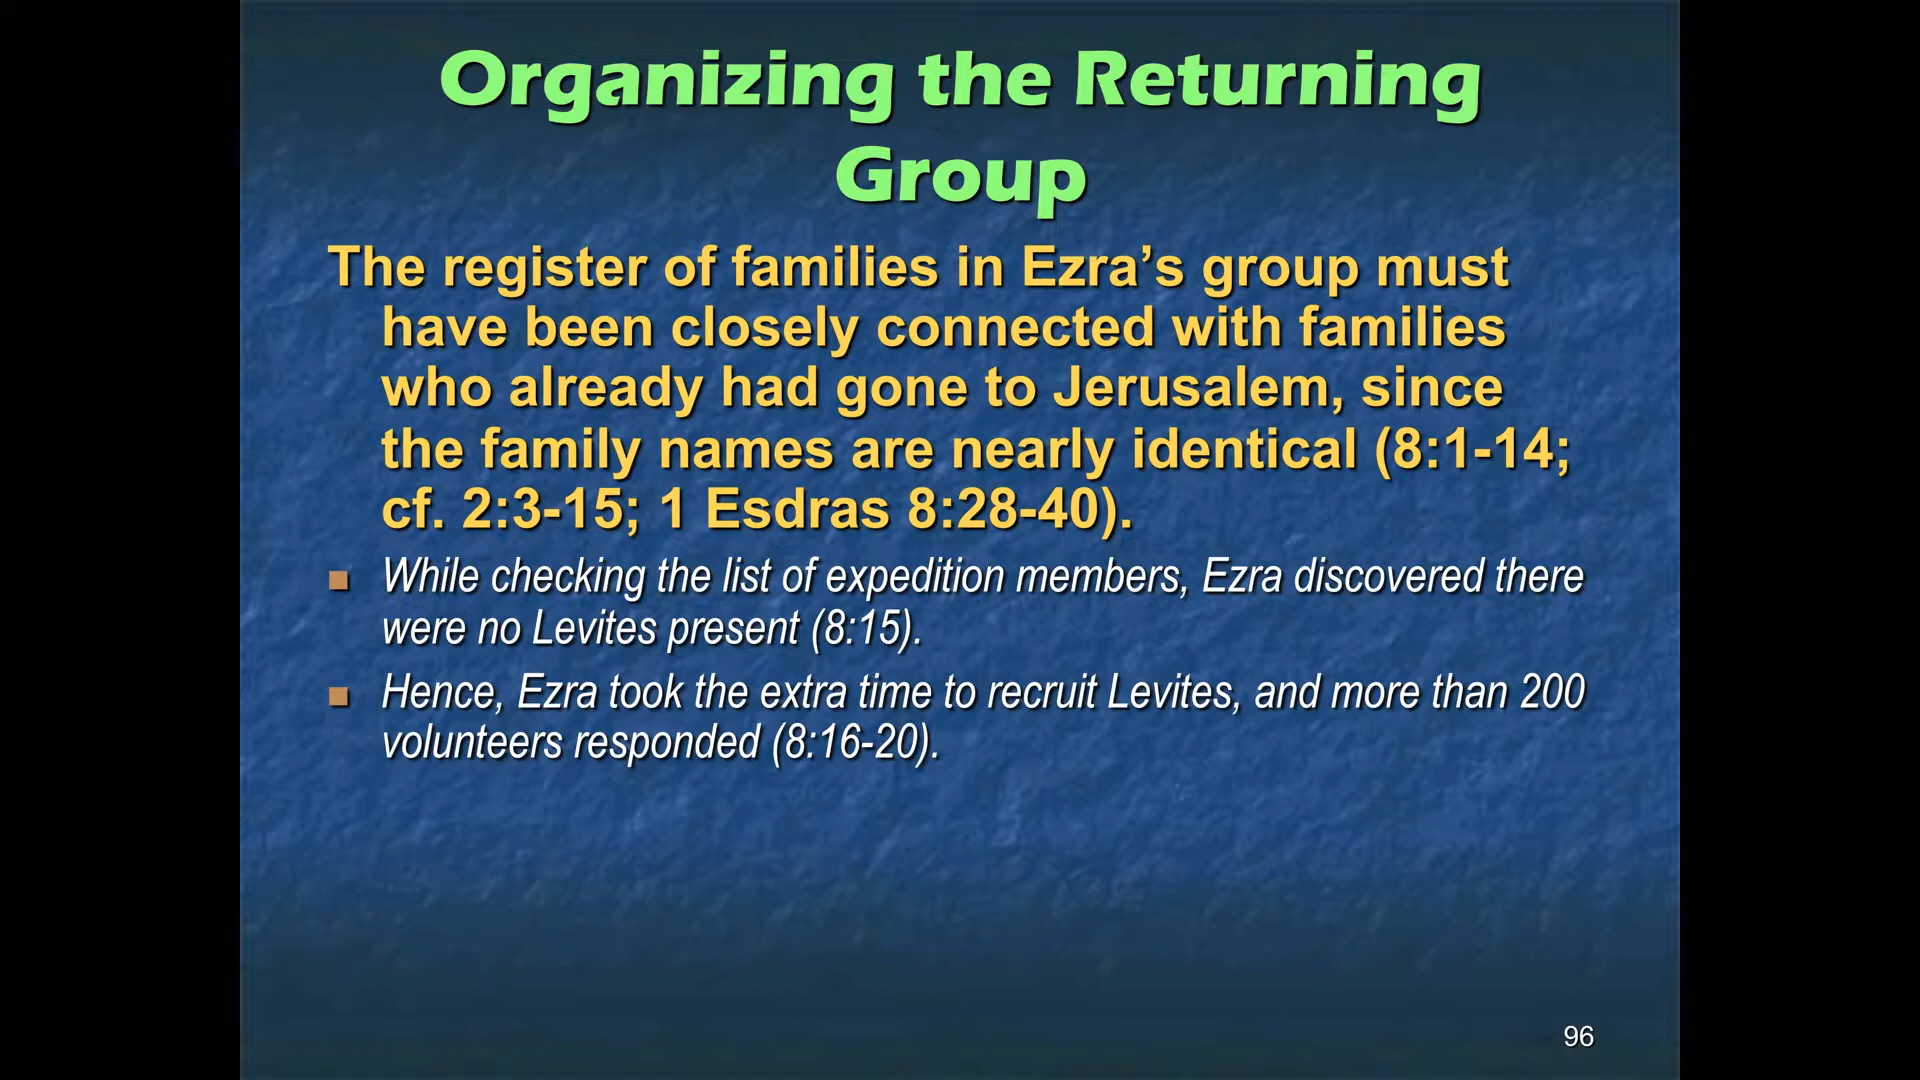 Organizing the Returning
Group
The register of families in Ezra’s group must
have been closely connected with families
who already had gone to Jerusalem, since
the family names are nearly identical (8:1-14;
cf. 2:3-15; 1 Esdras 8:28-40).
While checking the list of expedition members, Ezra discovered there
were no Levites present (8:15).
Hence, Ezra took the extra time to recruit Levites, and more than 200
volunteers responded (8:16-20).
96